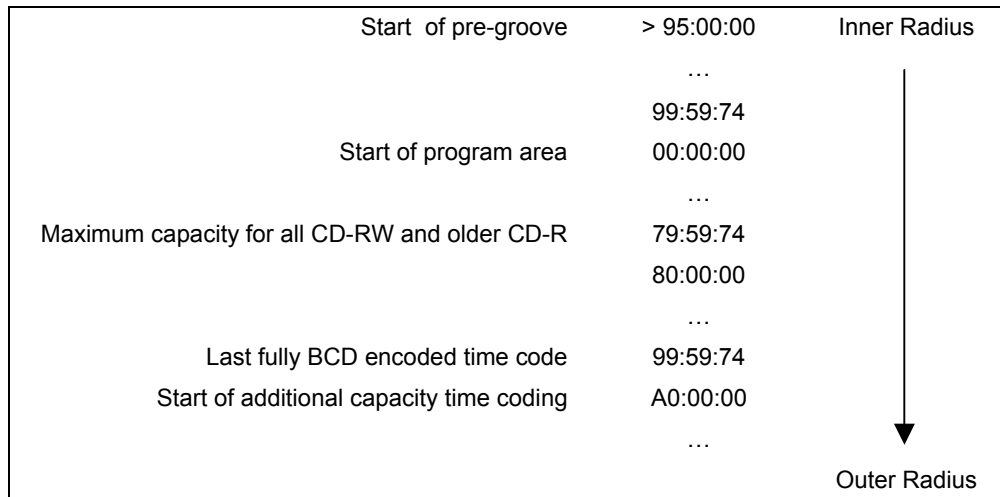 Start of pre-groove > 95:00:00 Inner Radius
…
99:59:74
Start of program area 00:00:00
…
Maximum capacity for all CD-RW and older CD-R 79:59:74
80:00:00
…
Last fully BCD encoded time code 99:59:74
Start of additional capacity time coding A0:00:00
…
Outer Radius